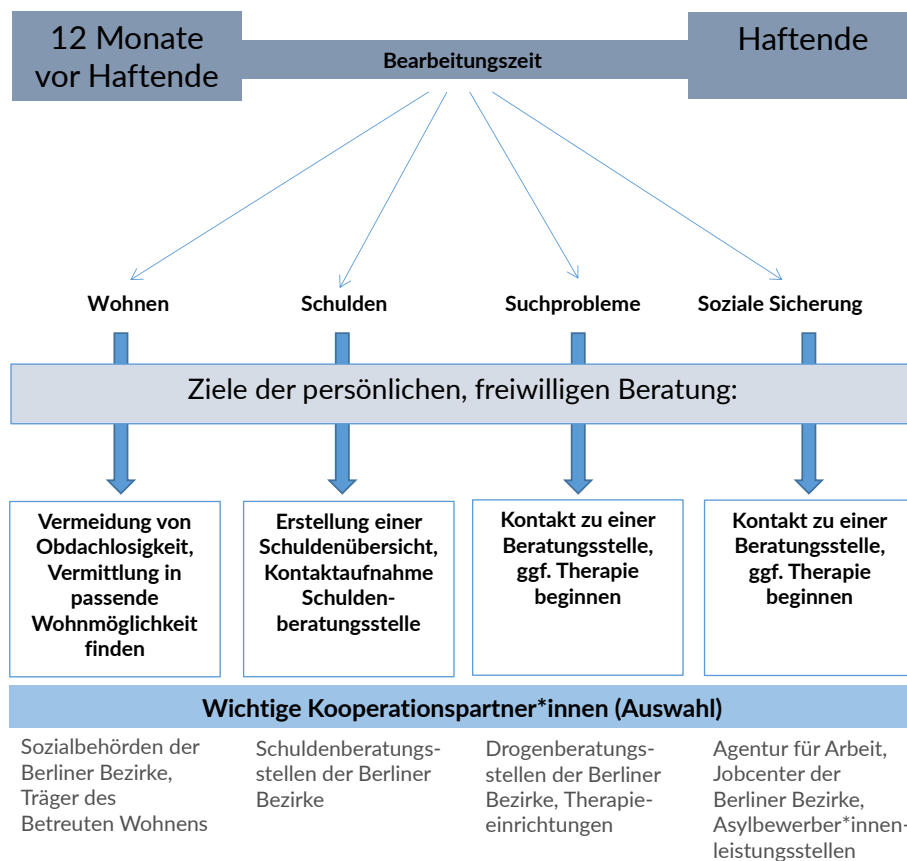 12 Monate
vor Haftende
Bearbeitungszeit
Haftende
Wohnen
Schulden
Suchprobleme
Soziale Sicherung
Ziele der persönlichen, freiwilligen Beratung:
Vermeidung von
Obdachlosigkeit,
Vermittlung in
passende
Wohnmöglichkeit
finden
Erstellung einer
Schuldenübersicht,
Kontaktaufnahme
Schulden-
beratungsstelle
Kontakt zu einer
Beratungsstelle,
ggf. Therapie
beginnen
Kontakt zu einer
Beratungsstelle,
ggf. Therapie
beginnen
Wichtige Kooperationspartner*innen (Auswahl)
Sozialbehörden der
Berliner Bezirke,
Träger des
Betreuten Wohnens
Schuldenberatungs-
stellen der Berliner
Bezirke
Drogenberatungs-
stellen der Berliner
Bezirke, Therapie-
einrichtungen
Agentur für Arbeit,
Jobcenter der
Berliner Bezirke,
Asylbewerber*innen-
leistungsstellen